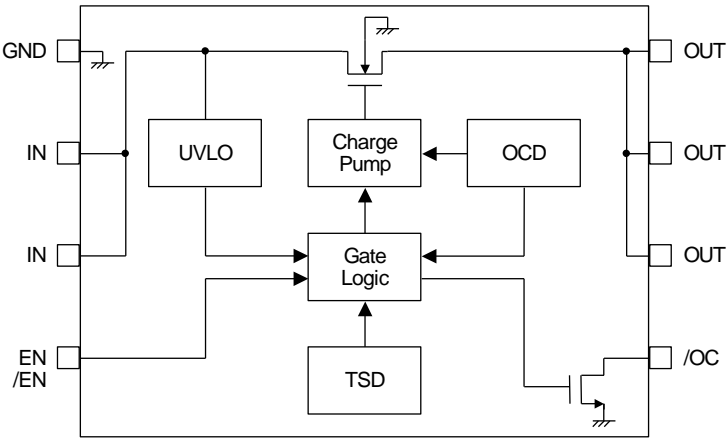 GND
OUT
IN
UVLO
Charge
Pump
OCD
OUT
IN
Gate
Logic
OUT
EN
/EN
TSD
/OC